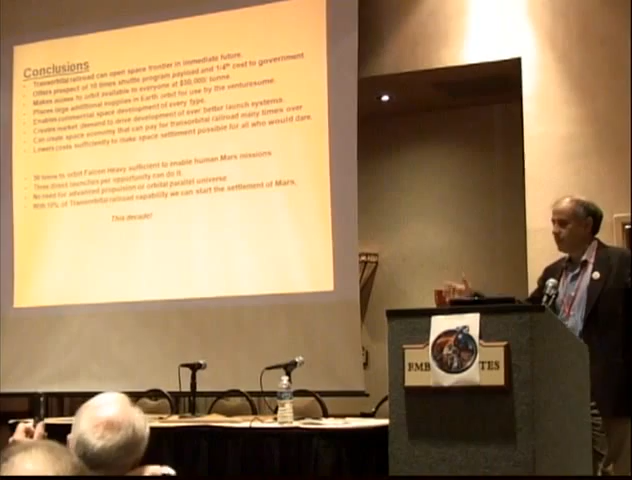 Conclusions
Transorbital railroad can open space frontier in immediate future.
Offers prospect of 10 times shuttle program payload and 1/4th cost to government
Makes access to orbit available to everyone at $50,000/ tonne
Places large additional supplies in Earth orbit for use by the venturesome.
Enables commercial space development of every type.
Creates market demand to drive development of ever better launch systems.
Can create space economy that can pay for transorbital railroad many times over
Lowers costs sufficiently to make space settlement possible for all who would dare.
to orbit Falcon Heavy sufficient to enable human Mars missions
Three direct launches per opportunity can do it.
No need for advanced propulsion or orbital parallel universe
With 10% of Transorbital railroad capability we can start the settlement of Mars,
This decade!
EMB TES